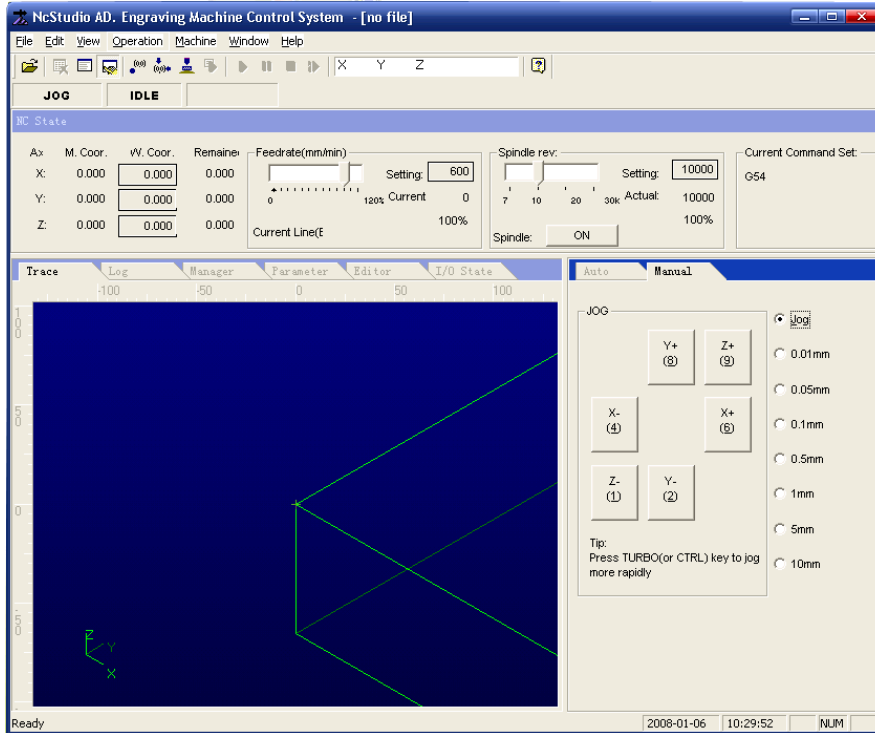 NcStudio AD. Engraving Machine Control System - [no file]
File Edit View Operation Machine Window Help
X Y Z
JOG IDLE
NC State
Ax M. Coor. W. Coor. Remaine Feedrate(mm/min) Spindle rev: Current Command Set:
X: 0.000 0.000 0.000 Setting: 600 Setting: 10000 G54
Y: 0.000 0.000 0.000 0 120% Current 0 7 10 20 30k Actual: 10000
Z: 0.000 0.000 0.000 100% 100%
Current Line(E Spindle: ON
Trace Log Manager Parameter Editor I/O State Auto Manual
-100 -50 0 50 100
100
50
0
-50
Z
Y
X
JOG
Y+
(8)
Z+
(9)
X-
(4)
X+
(6)
Z-
(1)
Y-
(2)
Tip:
Press TURBO(or CTRL) key to jog
more rapidly
Jog
0.01mm
0.05mm
0.1mm
0.5mm
1mm
5mm
10mm
Ready 2008-01-06 10:29:52 NUM